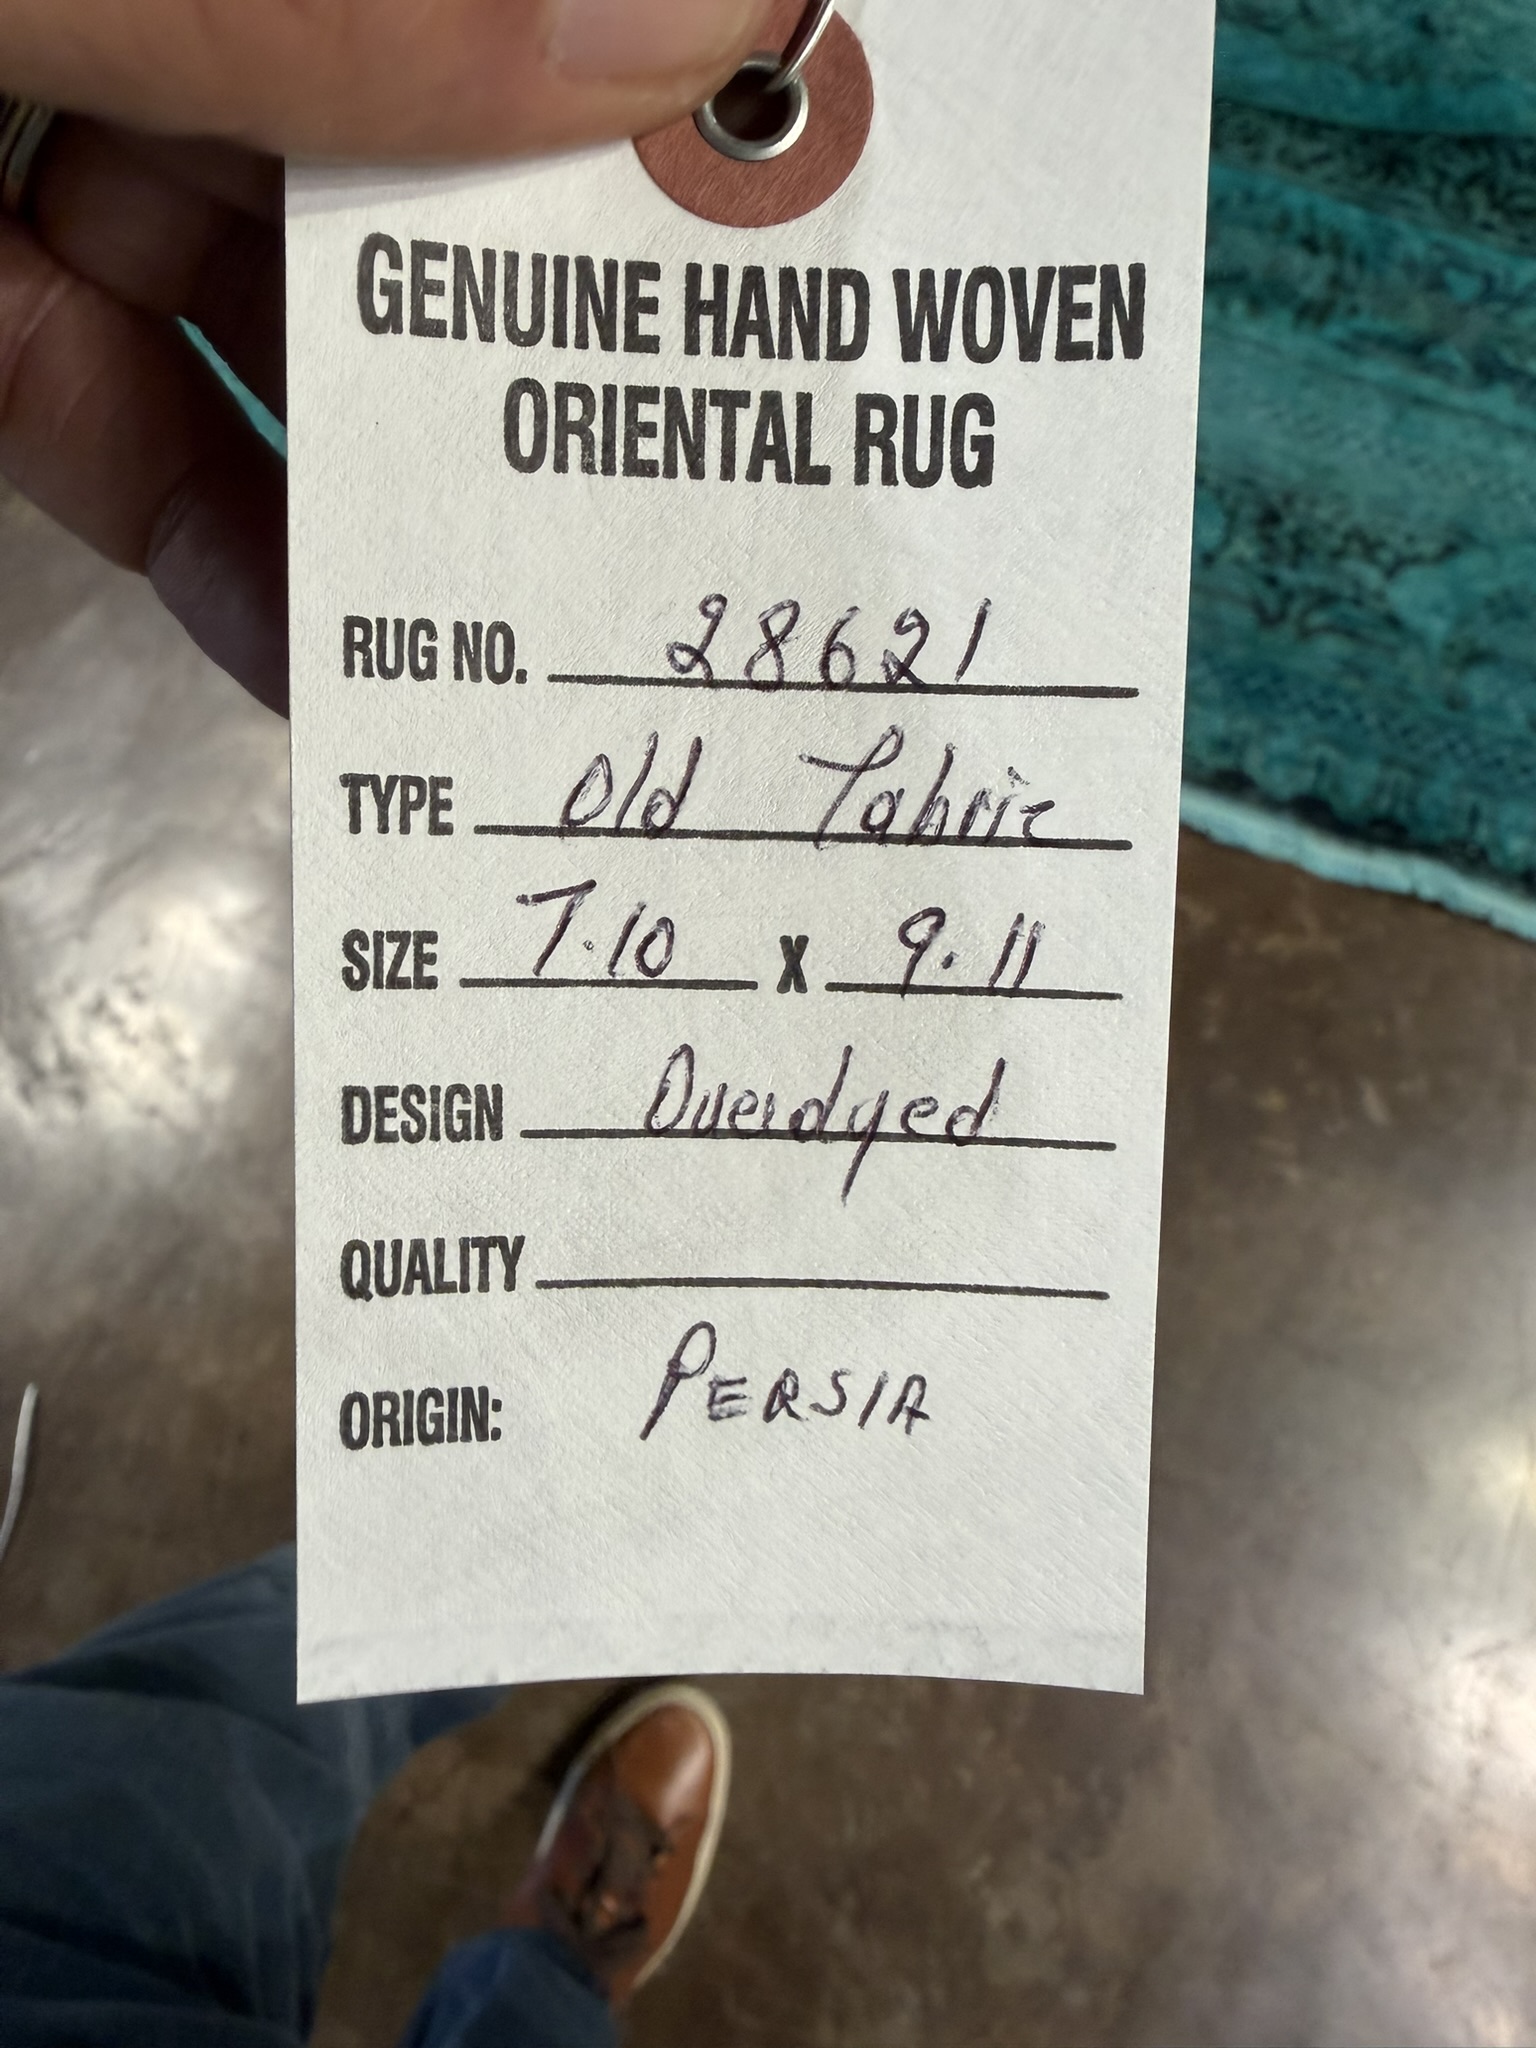 GENUINE HAND WOVEN
ORIENTAL RUG
RUG NO. 28621
TYPE Old Tabriz
SIZE 7.10 X 9.11
DESIGN Overdyed
QUALITY
ORIGIN: PERSIA